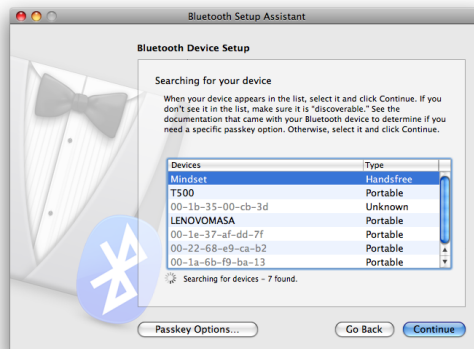 Bluetooth Setup Assistant
Bluetooth Device Setup
Searching for your device
When your device appears in the list, select it and click Continue. If you
don't see it in the list, make sure it is "discoverable." See the
documentation that came with your Bluetooth device to determine if you
need a specific passkey option. Otherwise, select it and click Continue.
Devices Type
Mindset Handsfree
T500 Portable
00-1b-35-00-cb-3d Unknown
LENOVOMASA Portable
00-1e-37-af-dd-7f Portable
00-22-68-e9-ca-b2 Portable
00-1a-6b-f9-ba-13 Portable
Searching for devices - 7 found.
Passkey Options... Go Back Continue